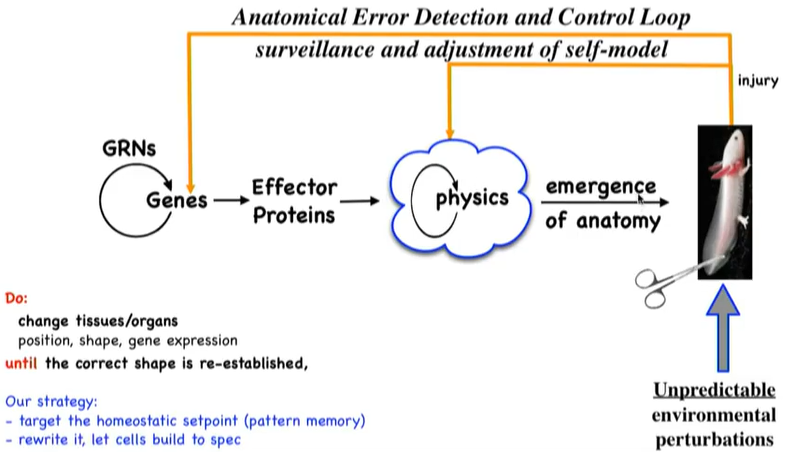 Anatomical Error Detection and Control Loop
surveillance and adjustment of self-model
injury
GRNs
Genes
Effector
Proteins
physics
emergence
of anatomy
Do:
change tissues/organs
position, shape, gene expression
until the correct shape is re-established,
Our strategy:
- target the homeostatic setpoint (pattern memory)
- rewrite it, let cells build to spec
Unpredictable
environmental
perturbations